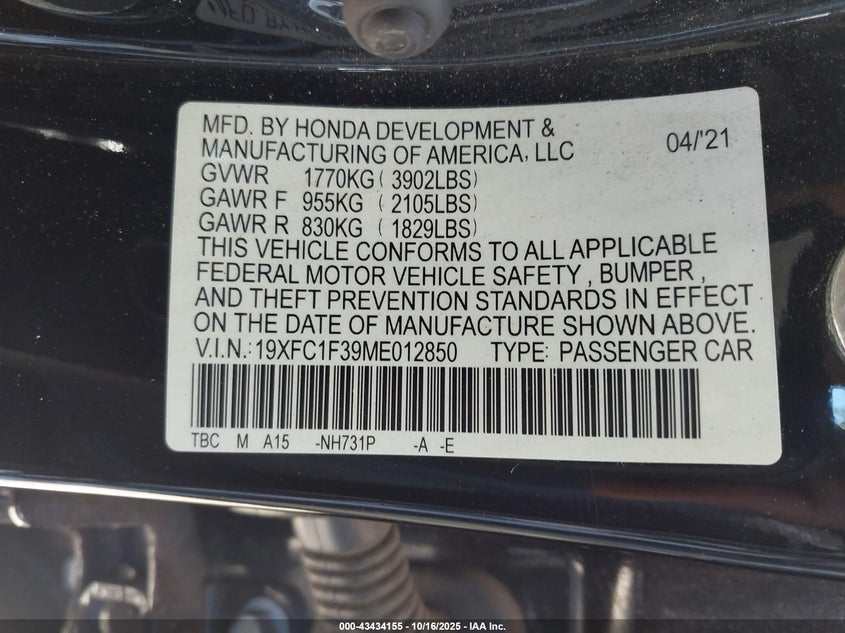 MFD. BY HONDA DEVELOPMENT &
MANUFACTURING OF AMERICA, LLC 04/'21
GVWR 1770KG ( 3902LBS)
GAWR F 955KG ( 2105LBS)
GAWR R 830KG ( 1829LBS)
THIS VEHICLE CONFORMS TO ALL APPLICABLE
FEDERAL MOTOR VEHICLE SAFETY , BUMPER ,
AND THEFT PREVENTION STANDARDS IN EFFECT
ON THE DATE OF MANUFACTURE SHOWN ABOVE.
V.I.N.:19XFC1F39ME012850 TYPE: PASSENGER CAR
TBC M A15 -NH731P -A -E
000-43434155 - 10/16/2025 - IAA Inc.